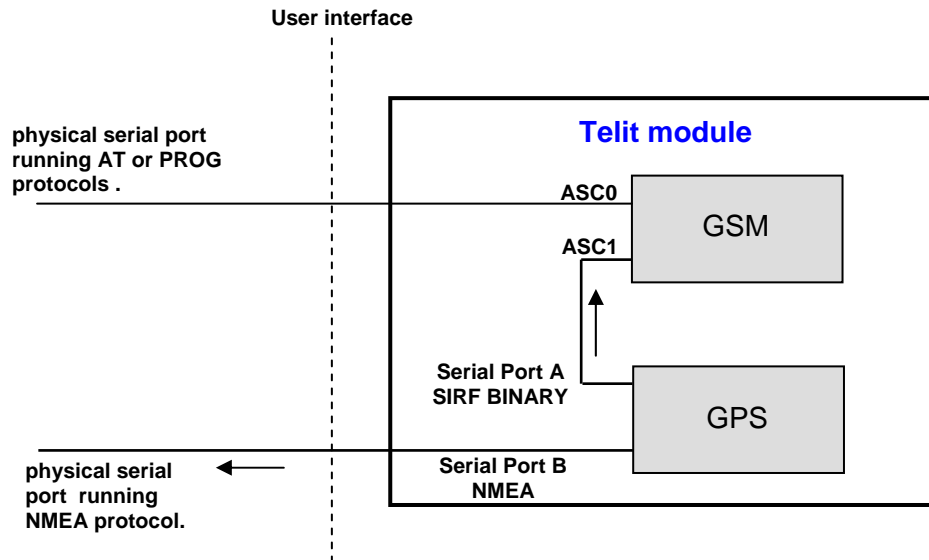 User interface
physical serial port
running AT or PROG
protocols .
Telit module
ASC0
GSM
ASC1
Serial Port A
SIRF BINARY
GPS
physical serial
port running
NMEA protocol.
Serial Port B
NMEA